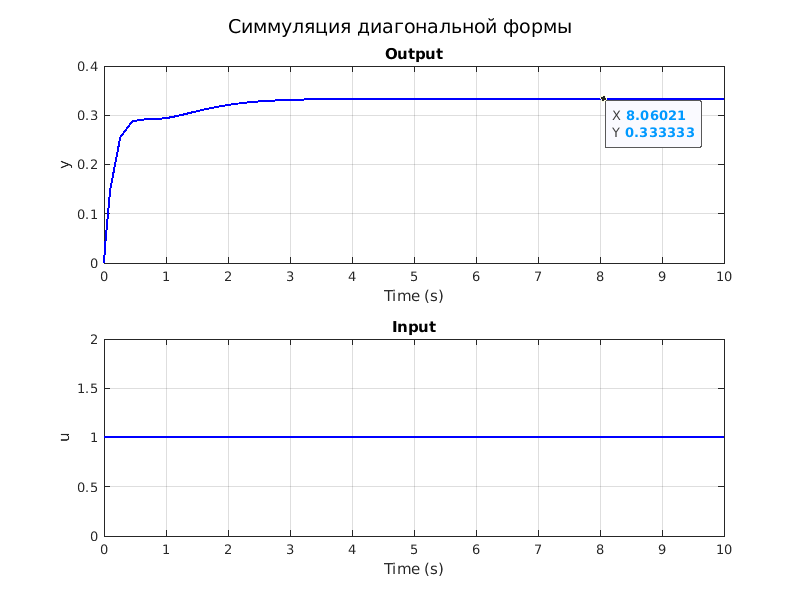 Симмуляция диагональной формы
Output
0.4
0.3
0.2
0.1
0
y
X 8.06021
Y 0.333333
0 1 2 3 4 5 6 7 8 9 10
Time (s)
Input
2
1.5
1
0.5
0
u
0 1 2 3 4 5 6 7 8 9 10
Time (s)